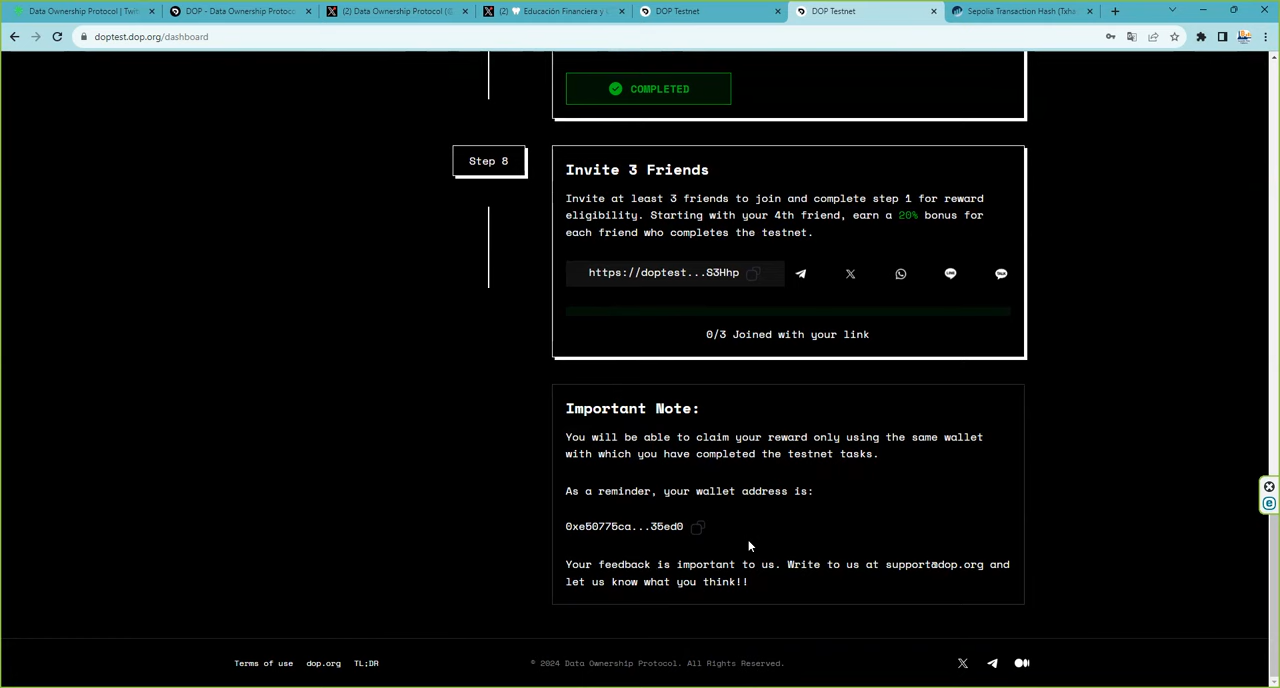 Data Ownership Protocol | Twit
DOP - Data Ownership Protoc
(2) Data Ownership Protocol (@
(2) Educación Financiera y
DOP Testnet
DOP Testnet
Sepolia Transaction Hash (Txha
doptest.dop.org/dashboard
COMPLETED
Step 8
Invite 3 Friends
Invite at least 3 friends to join and complete step 1 for reward
eligibility. Starting with your 4th friend, earn a 20% bonus for
each friend who completes the testnet.
https://doptest...S3Hhp
LINE
TALK
0/3 Joined with your link
Important Note:
You will be able to claim your reward only using the same wallet
with which you have completed the testnet tasks.
As a reminder, your wallet address is:
0xe50775ca...35ed0
Your feedback is important to us. Write to us at support@dop.org and
let us know what you think!!
Terms of use
dop.org
TL;DR
© 2024 Data Ownership Protocol. All Rights Reserved.